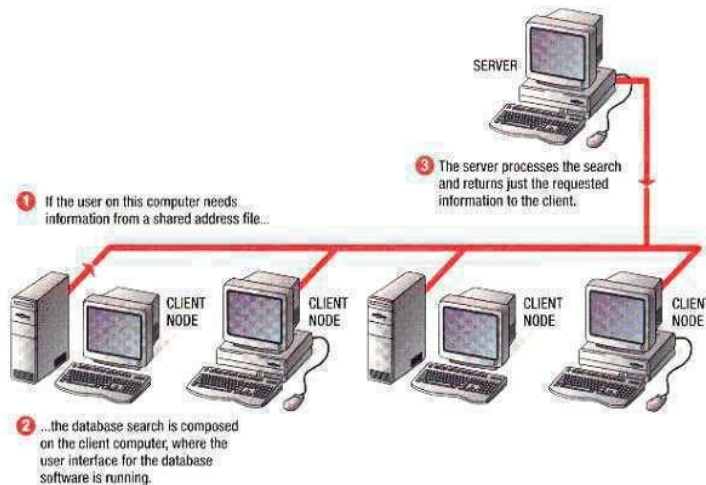 SERVER
3 The server processes the search
and returns just the requested
information to the client.
1 If the user on this computer needs
information from a shared address file...
CLIENT
NODE
CLIENT
NODE
CLIENT
NODE
CLIENT
NODE
2 ...the database search is composed
on the client computer, where the
user interface for the database
software is running.